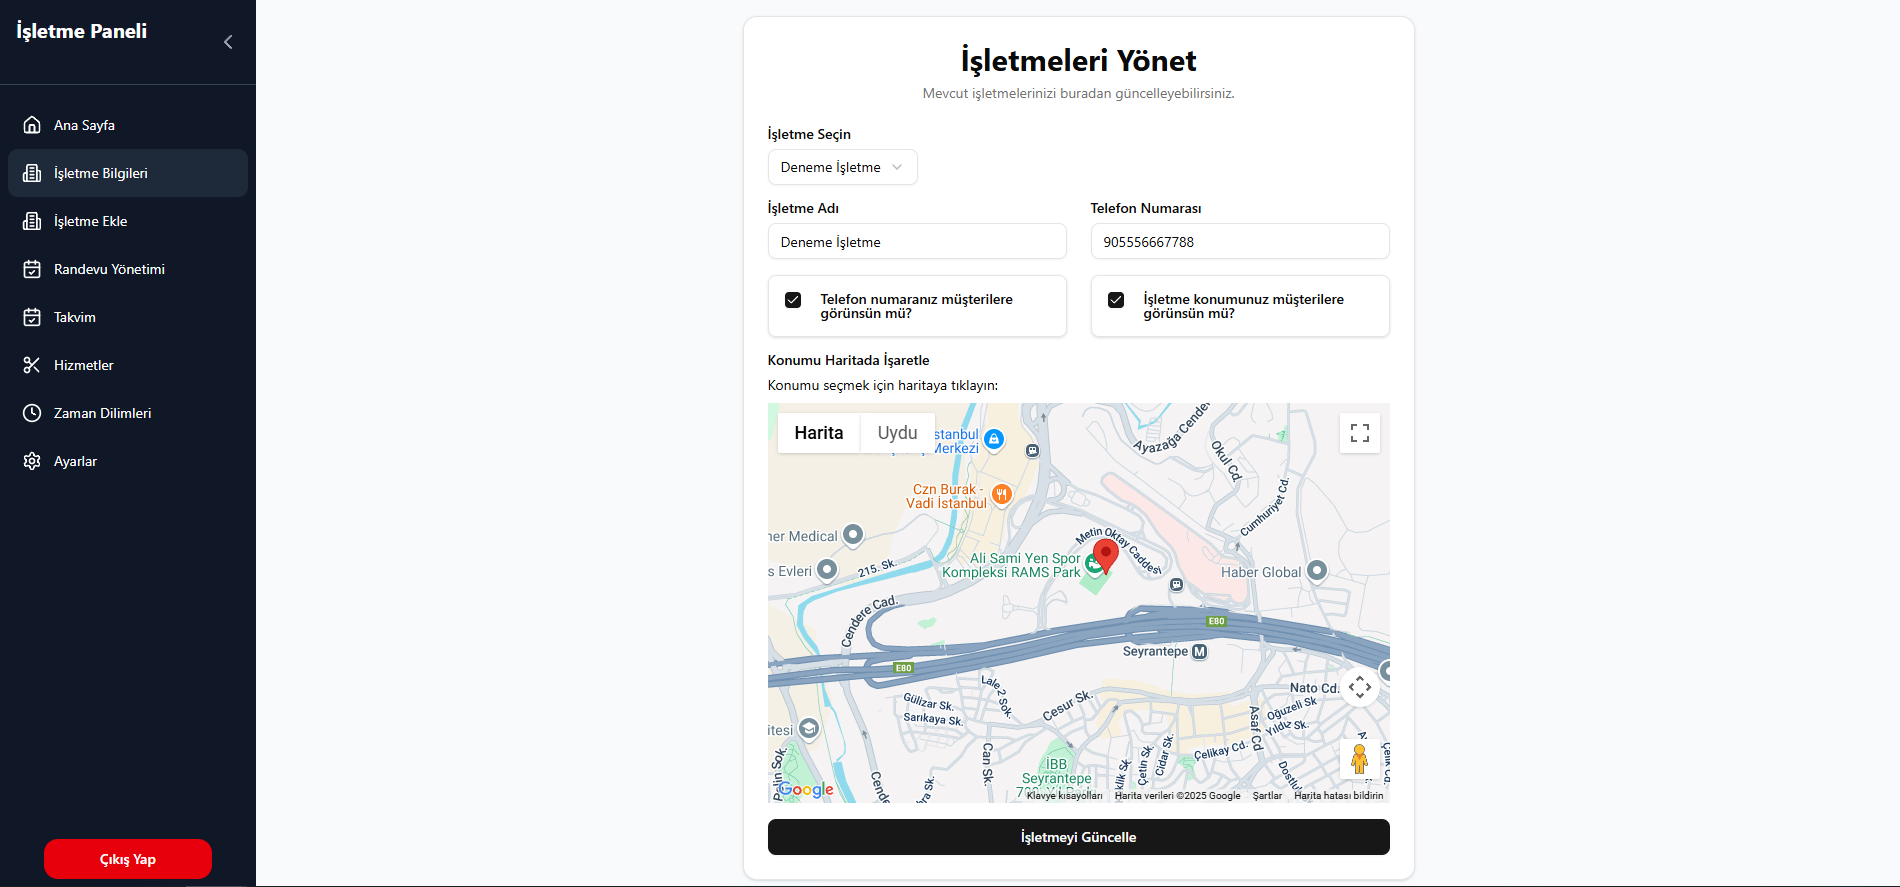 İşletme Paneli
Ana Sayfa
İşletme Bilgileri
İşletme Ekle
Randevu Yönetimi
Takvim
Hizmetler
Zaman Dilimleri
Ayarlar
Çıkış Yap
İşletmeleri Yönet
Mevcut işletmelerinizi buradan güncelleyebilirsiniz.
İşletme Seçin
Deneme İşletme
İşletme Adı
Telefon Numarası
Deneme İşletme
905556667788
Telefon numaranız müşterilere
görünsün mü?
İşletme konumunuz müşterilere
görünsün mü?
Konumu Haritada İşaretle
Konumu seçmek için haritaya tıklayın:
Harita
Uydu
stanbul
Merkezi
Ayazağa Cendere
Okul Cd.
Czn Burak -
Vadi İstanbul
Cumhuriyet Cd.
ner Medical
Metin Oktay Caddesi
Ali Sami Yen Spor
Kompleksi RAMS Park
s Evleri
215. Sk.
Haber Global
Cendere Cad.
E80
Seyrantepe M
E80
Lale 2 Sok.
Nato Cd.
Gülizar Sk.
Sarıkaya Sk.
Cesur Sk.
Oğuzeli Sk
Yıldız Sk.
Asaf Cd
itesi
Can Sk.
Çelikay Cd.
Çetin Sk.
Cidar Sk.
İBB
Seyrantepe
Pelin Sok.
Google
Klavye kısayolları
Harita verileri ©2025 Google
Şartlar
Harita hatası bildirin
İşletmeyi Güncelle